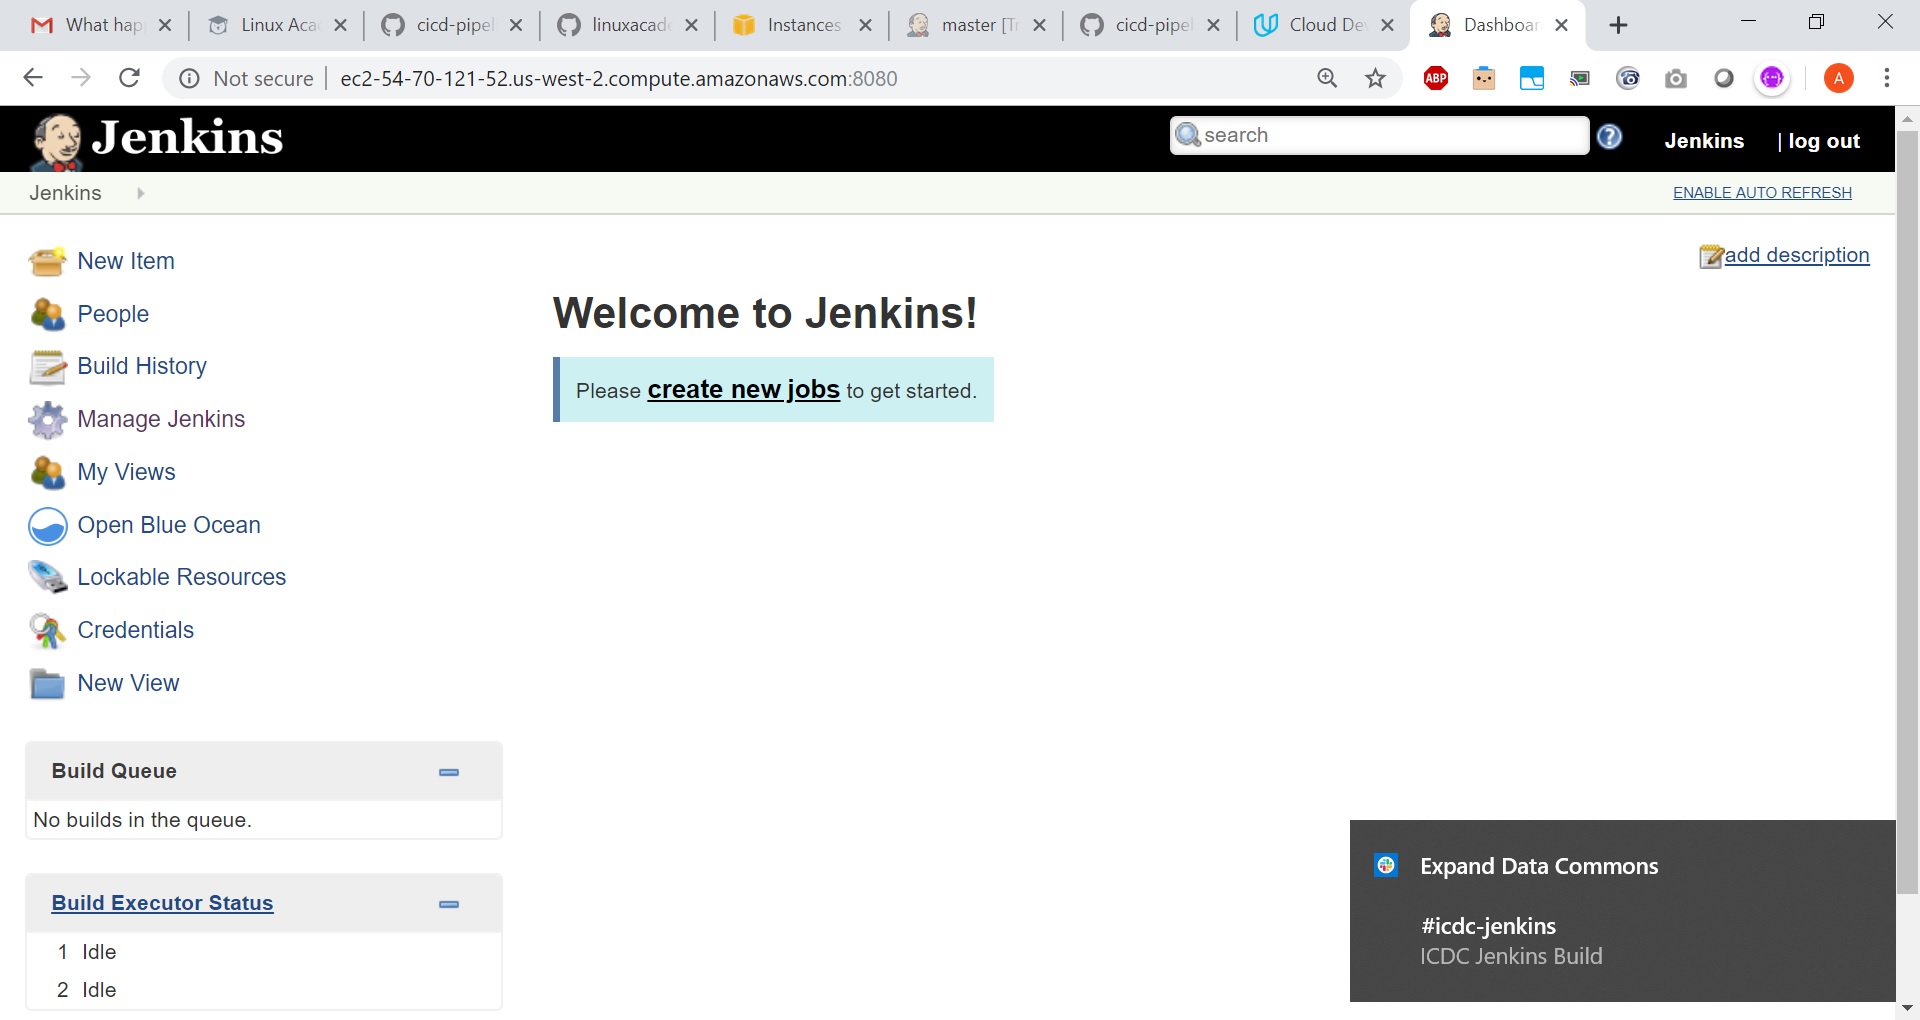 What hap
Linux Aca
cicd-pipel
linuxacade
Instances
master [Tr
cicd-pipel
Cloud Dev
Dashboar
Not secure
ec2-54-70-121-52.us-west-2.compute.amazonaws.com:8080
ABP
A
Jenkins
search
?
Jenkins | log out
Jenkins
ENABLE AUTO REFRESH
New Item
add description
People
Welcome to Jenkins!
Build History
Please create new jobs to get started.
Manage Jenkins
My Views
Open Blue Ocean
Lockable Resources
Credentials
New View
Build Queue
No builds in the queue.
Build Executor Status
1 Idle
2 Idle
Expand Data Commons
#icdc-jenkins
ICDC Jenkins Build